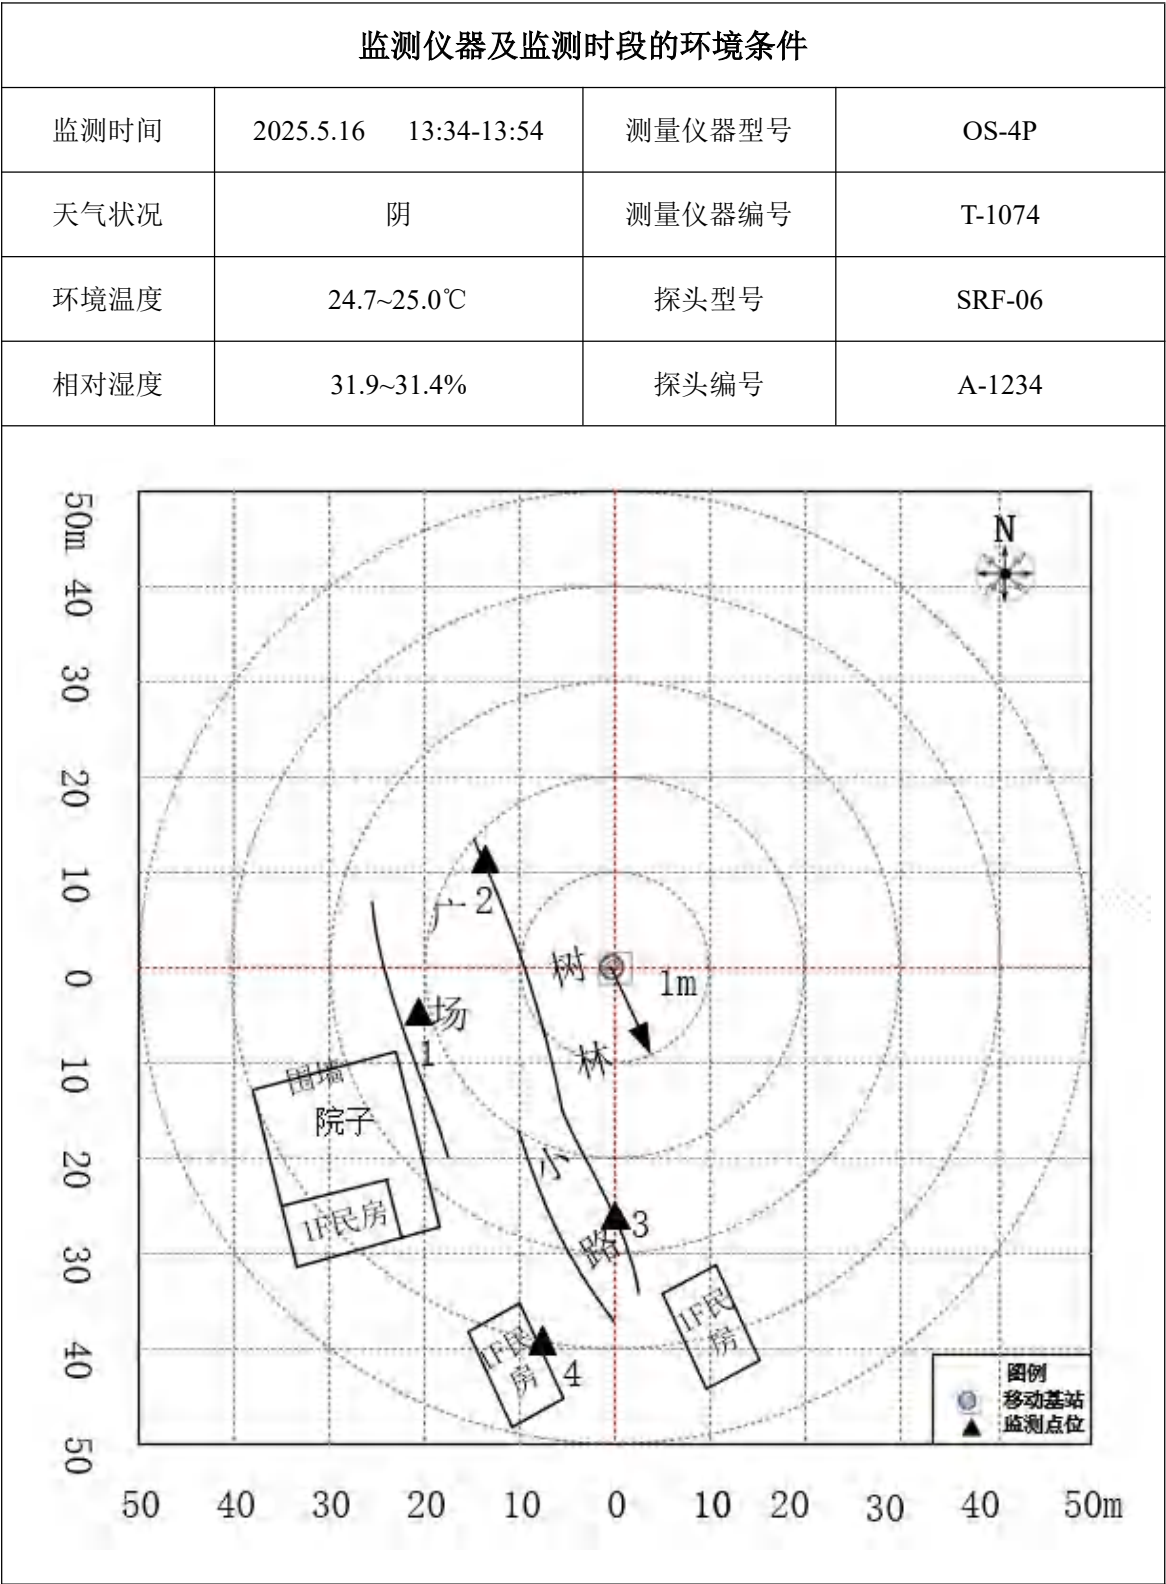 监测仪器及监测时段的环境条件
监测时间 2025.5.16 13:34-13:54 测量仪器型号 OS-4P
天气状况 阴 测量仪器编号 T-1074
环境温度 24.7~25.0℃ 探头型号 SRF-06
相对湿度 31.9~31.4% 探头编号 A-1234
50m
40
30
20
10
0
10
20
30
40
50
N
2
广
树
1m
场
1
林
围墙
院子
小
1F民房
3
路
1F民房
1F民房
4
图例
移动基站
监测点位
50 40 30 20 10 0 10 20 30 40 50m